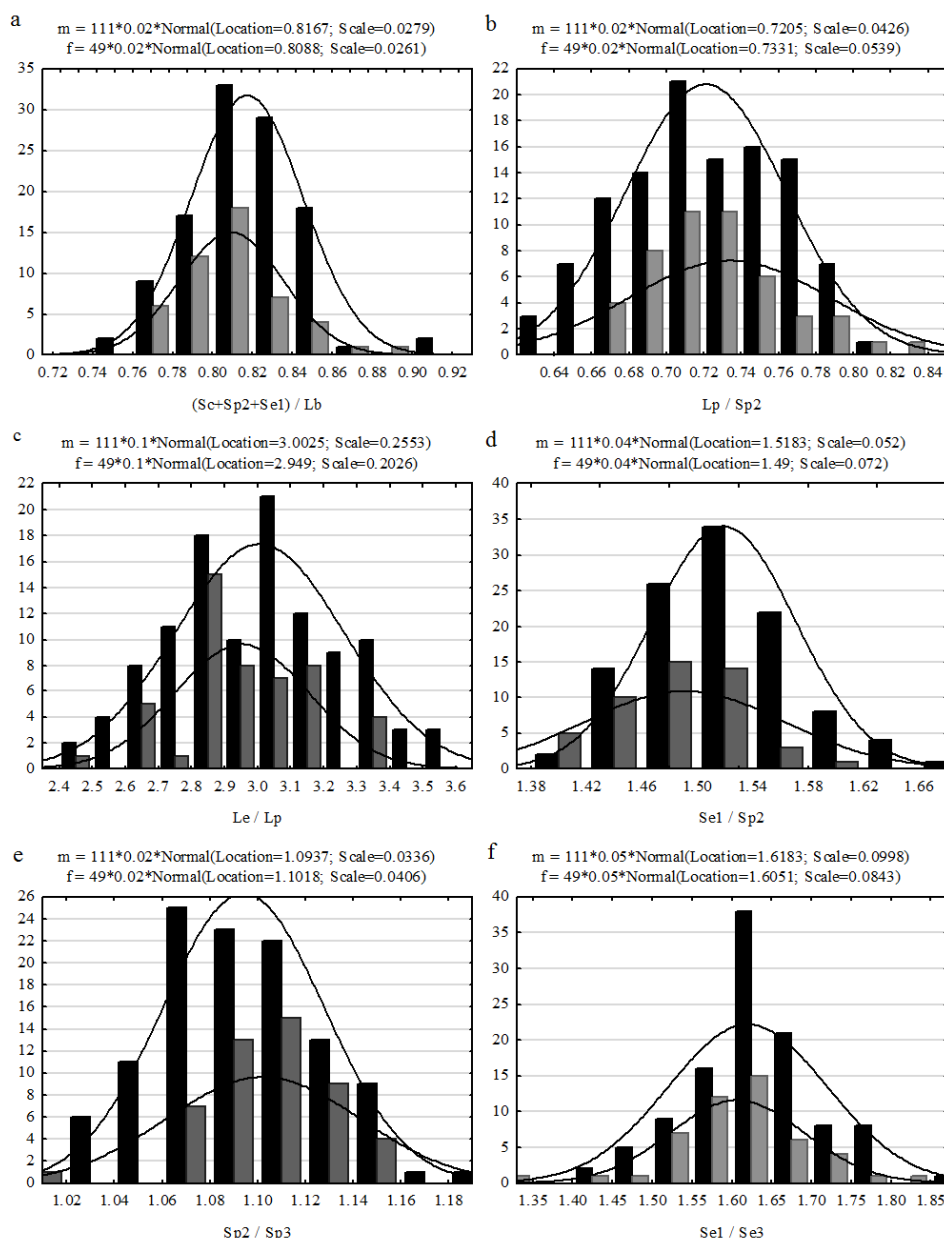 a
m = 111*0.02*Normal(Location=0.8167; Scale=0.0279)
f = 49*0.02*Normal(Location=0.8088; Scale=0.0261)
35
30
25
20
15
10
5
0
0.72 0.74 0.76 0.78 0.80 0.82 0.84 0.86 0.88 0.90 0.92
(Sc+Sp2+Se1) / Lb
b
m = 111*0.02*Normal(Location=0.7205; Scale=0.0426)
f = 49*0.02*Normal(Location=0.7331; Scale=0.0539)
22
20
18
16
14
12
10
8
6
4
2
0
0.64 0.66 0.68 0.70 0.72 0.74 0.76 0.78 0.80 0.82 0.84
Lp / Sp2
c
m = 111*0.1*Normal(Location=3.0025; Scale=0.2553)
f = 49*0.1*Normal(Location=2.949; Scale=0.2026)
22
20
18
16
14
12
10
8
6
4
2
0
2.4 2.5 2.6 2.7 2.8 2.9 3.0 3.1 3.2 3.3 3.4 3.5 3.6
Le / Lp
d
m = 111*0.04*Normal(Location=1.5183; Scale=0.052)
f = 49*0.04*Normal(Location=1.49; Scale=0.072)
40
35
30
25
20
15
10
5
0
1.38 1.42 1.46 1.50 1.54 1.58 1.62 1.66
Se1 / Sp2
e
m = 111*0.02*Normal(Location=1.0937; Scale=0.0336)
f = 49*0.02*Normal(Location=1.1018; Scale=0.0406)
26
24
22
20
18
16
14
12
10
8
6
4
2
0
1.02 1.04 1.06 1.08 1.10 1.12 1.14 1.16 1.18
Sp2 / Sp3
f
m = 111*0.05*Normal(Location=1.6183; Scale=0.0998)
f = 49*0.05*Normal(Location=1.6051; Scale=0.0843)
40
35
30
25
20
15
10
5
0
1.35 1.40 1.45 1.50 1.55 1.60 1.65 1.70 1.75 1.80 1.85
Se1 / Se3